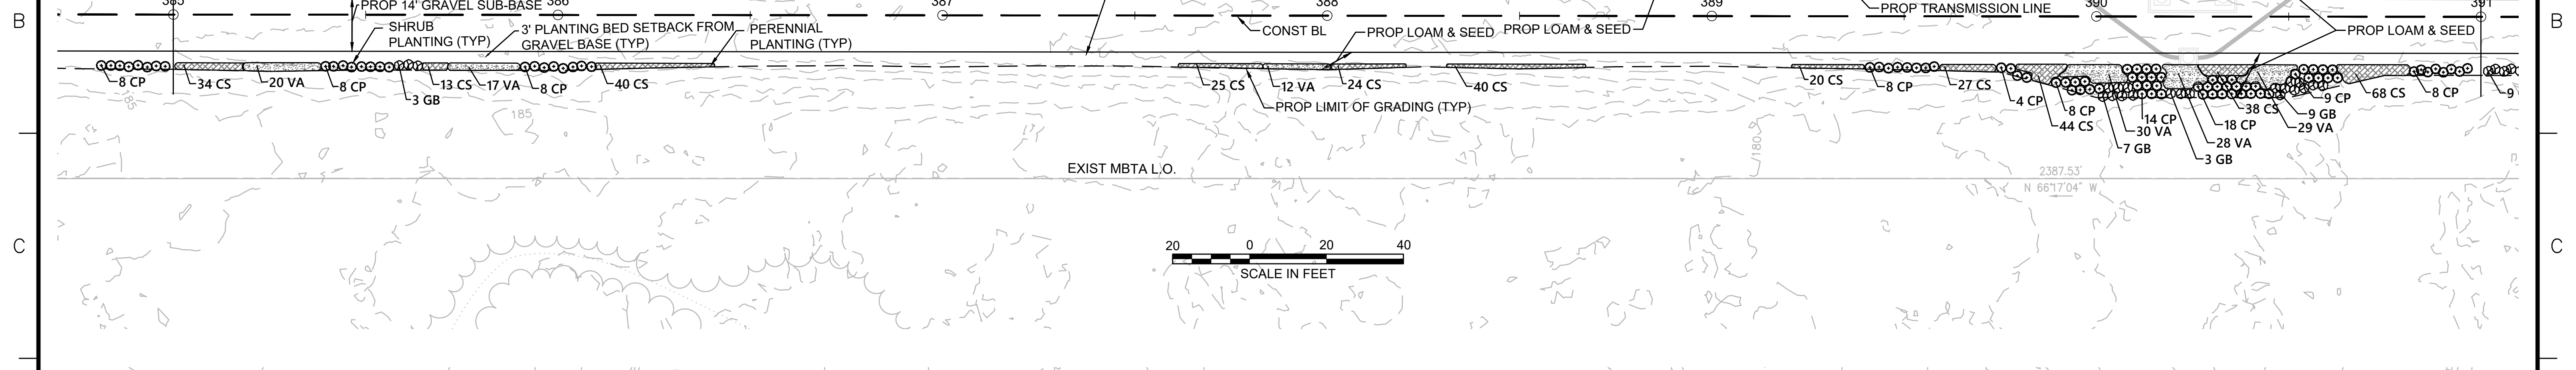 385
386
387
388
389
390
391
B
B
PROP 14' GRAVEL SUB-BASE
SHRUB
PLANTING (TYP)
3' PLANTING BED SETBACK FROM
GRAVEL BASE (TYP)
PERENNIAL
PLANTING (TYP)
CONST BL
PROP LOAM & SEED
PROP LOAM & SEED
PROP TRANSMISSION LINE
PROP LOAM & SEED
8 CP
34 CS
20 VA
8 CP
3 GB
13 CS
17 VA
8 CP
40 CS
25 CS
12 VA
24 CS
40 CS
PROP LIMIT OF GRADING (TYP)
20 CS
8 CP
27 CS
4 CP
8 CP
44 CS
7 GB
30 VA
14 CP
3 GB
28 VA
18 CP
38 CS
29 VA
9 GB
9 CP
68 CS
8 CP
9
185
180
EXIST MBTA L.O.
2387.53'
N 66°17'04" W
C
C
20 0 20 40
SCALE IN FEET